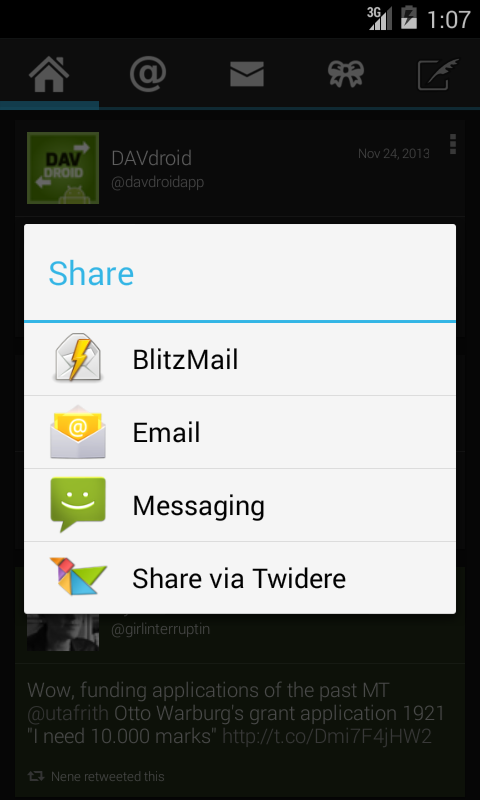 3G 1:07
@
DAV
DROID
DAVdroid
Nov 24, 2013
@davdroidapp
Share
BlitzMail
@
Email
Messaging
Share via Twidere
@girlinterruptin
Wow, funding applications of the past MT
@utafrith Otto Warburg's grant application 1921
"I need 10.000 marks" http://t.co/Dmi7F4jHW2
Nene retweeted this